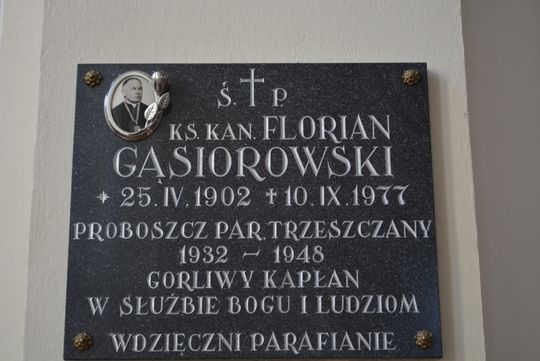 Ś. † P.
KS. KAN. FLORIAN
GĄSIOROWSKI
* 25. IV. 1902 † 10. IX. 1977
PROBOSZCZ PAR. TRZESZCZANY
1932 – 1948
GORLIWY KAPŁAN
W SŁUŻBIE BOGU I LUDZIOM
WDZIECZNI PARAFIANIE